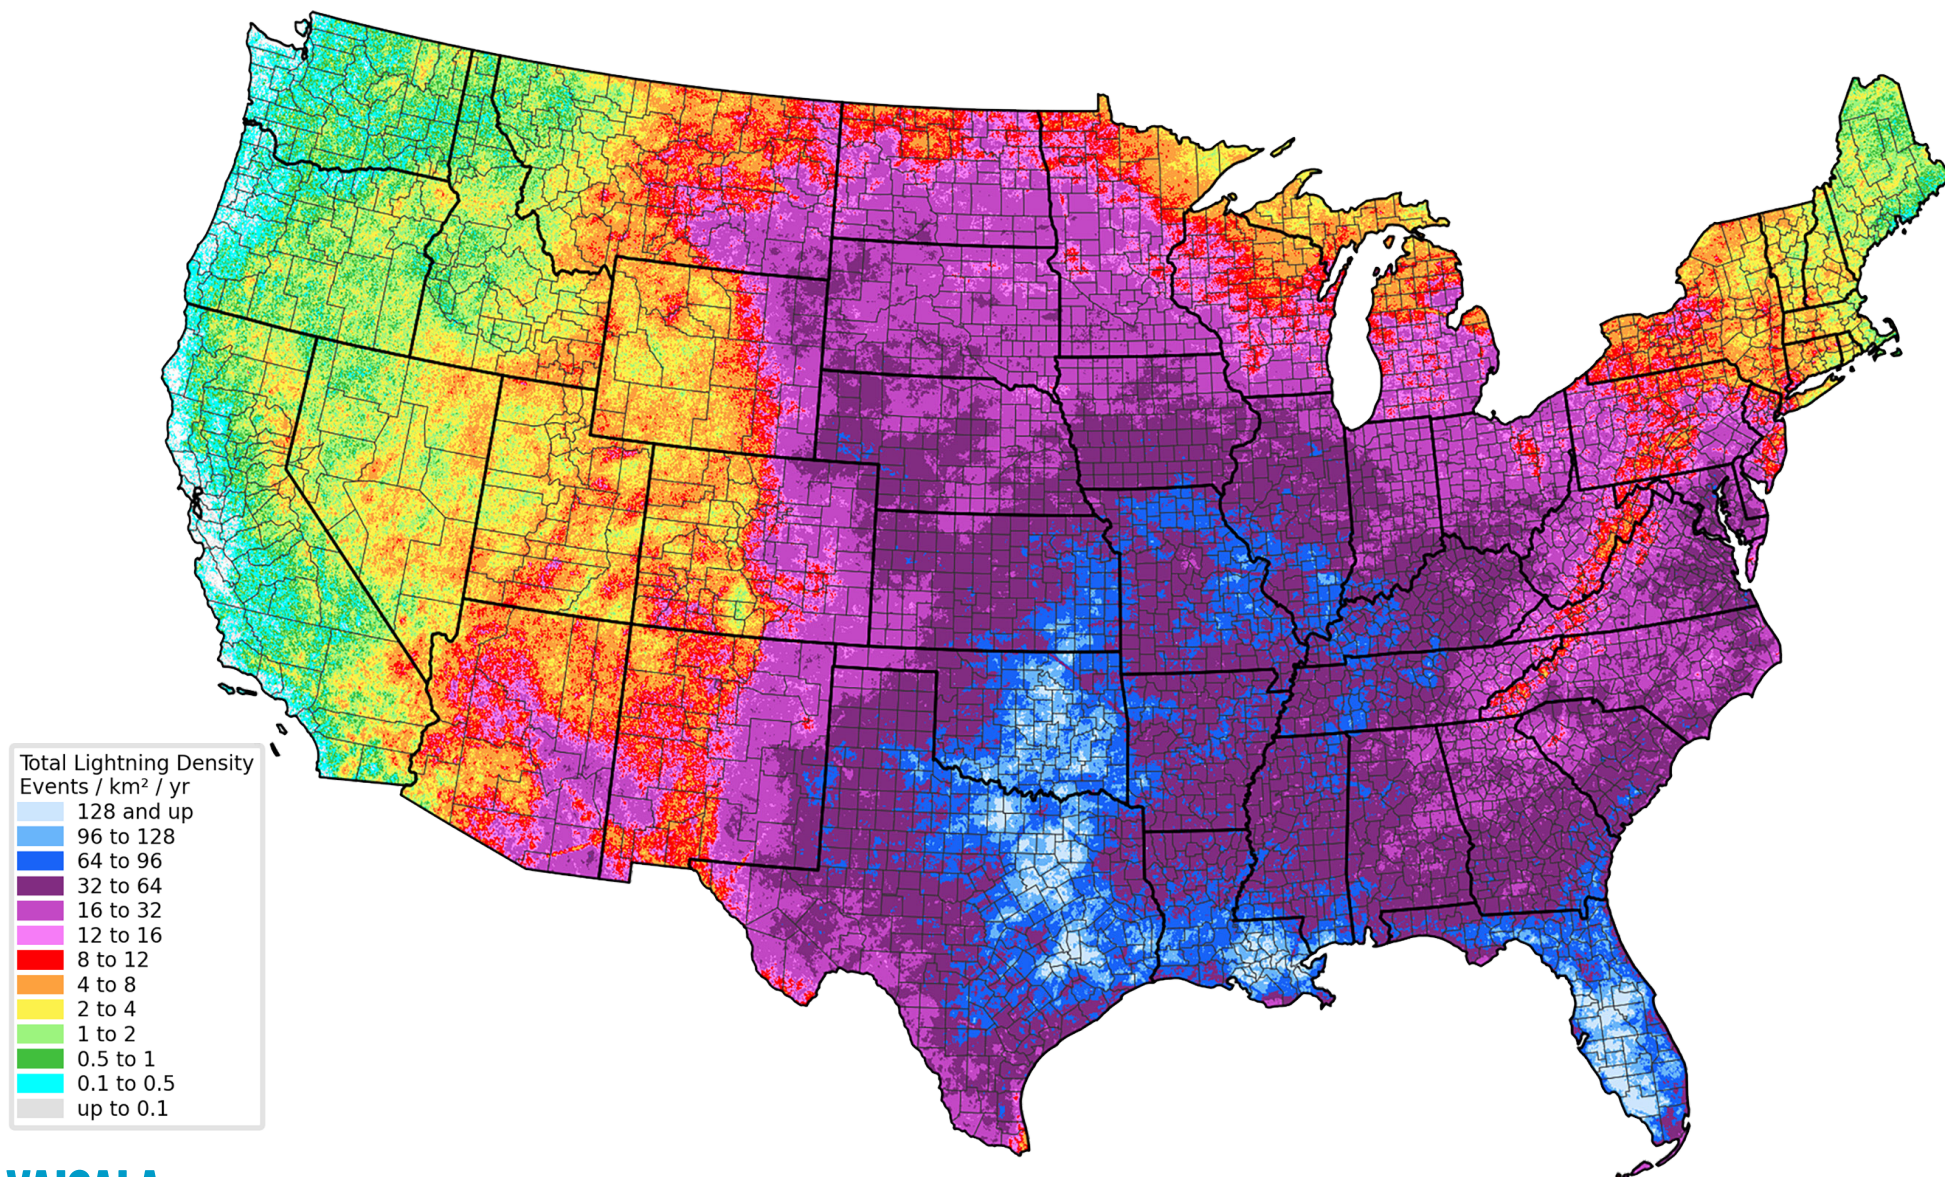 Total Lightning Density
Events / km² / yr
128 and up
96 to 128
64 to 96
32 to 64
16 to 32
12 to 16
8 to 12
4 to 8
2 to 4
1 to 2
0.5 to 1
0.1 to 0.5
up to 0.1
VAISALA